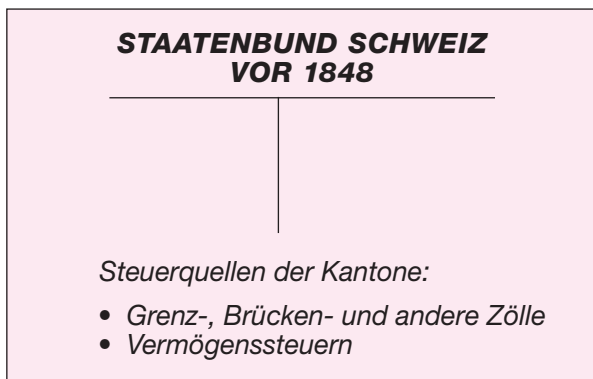 STAATENBUND SCHWEIZ
VOR 1848
Steuerquellen der Kantone:
• Grenz-, Brücken- und andere Zölle
• Vermögenssteuern